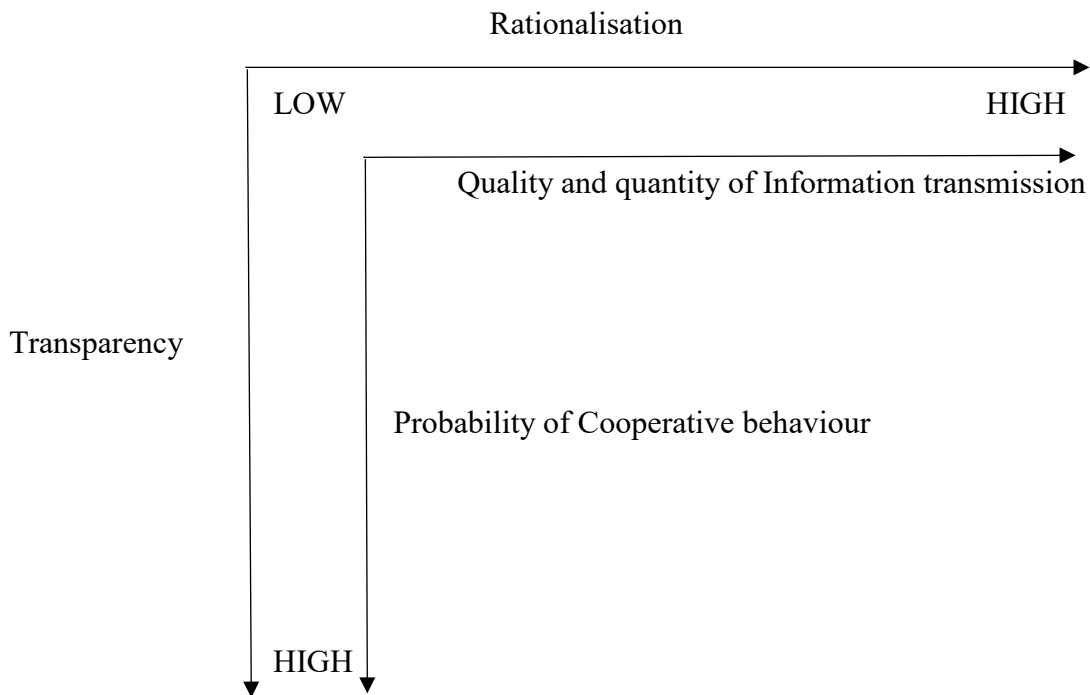 Rationalisation
LOW
HIGH
Quality and quantity of Information transmission
Transparency
Probability of Cooperative behaviour
HIGH